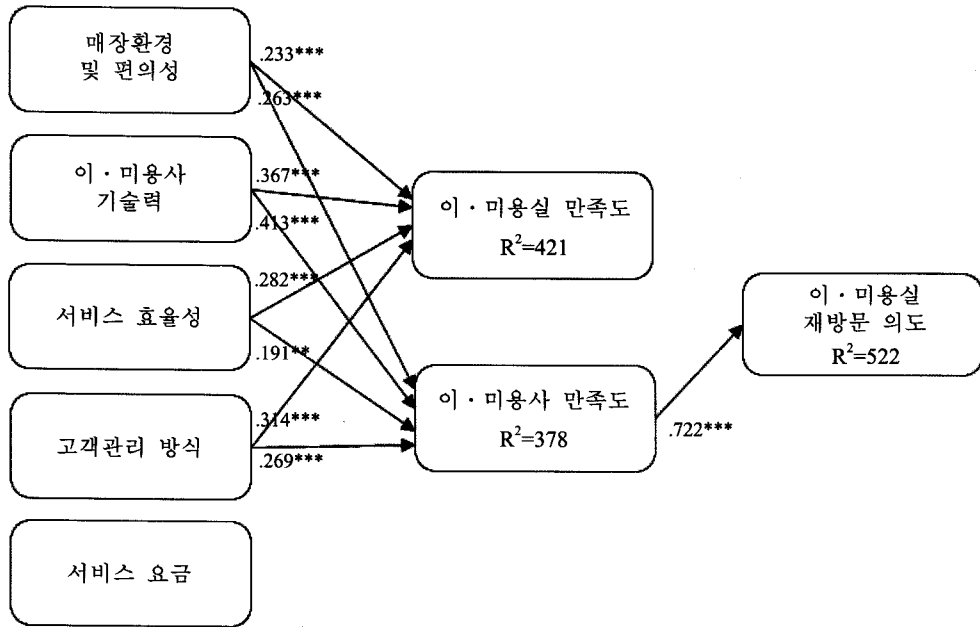 매장환경
및 편의성
.233***
.263***
이·미용사
기술력
.367***
.413***
이·미용실 만족도
R²=421
서비스 효율성
.282***
.191**
이·미용실
재방문 의도
R²=522
이·미용사 만족도
R²=378
.722***
고객관리 방식
.314***
.269***
서비스 요금